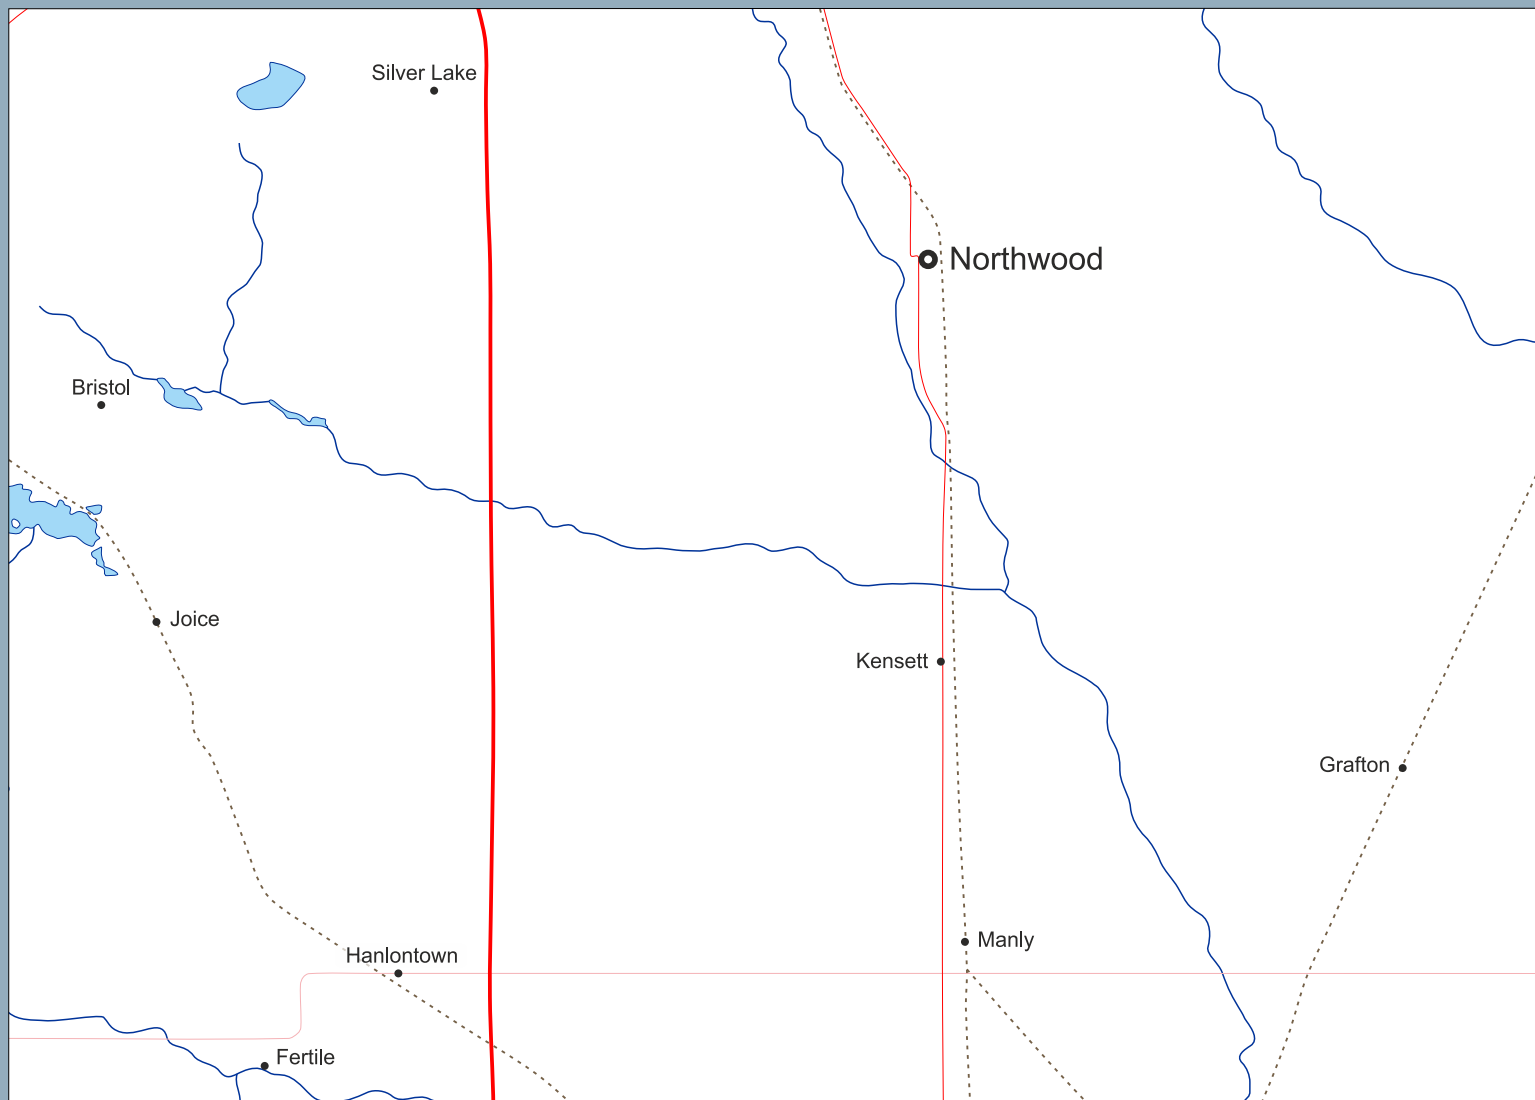 Silver Lake
Northwood
Bristol
Joice
Kensett
Grafton
Manly
Hanlontown
Fertile